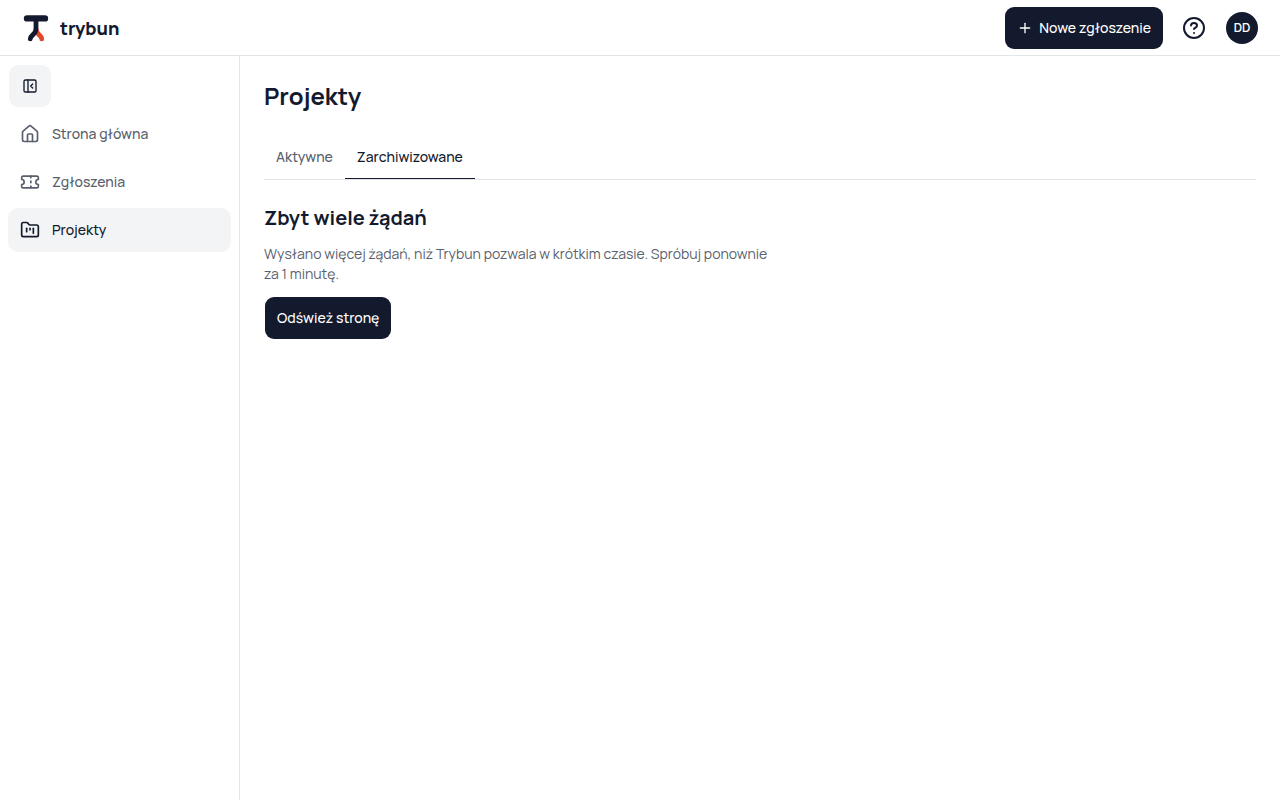 trybun
Nowe zgłoszenie
DD
Strona główna
Zgłoszenia
Projekty
Projekty
Aktywne
Zarchiwizowane
Zbyt wiele żądań
Wysłano więcej żądań, niż Trybun pozwala w krótkim czasie. Spróbuj ponownie
za 1 minutę.
Odśwież stronę